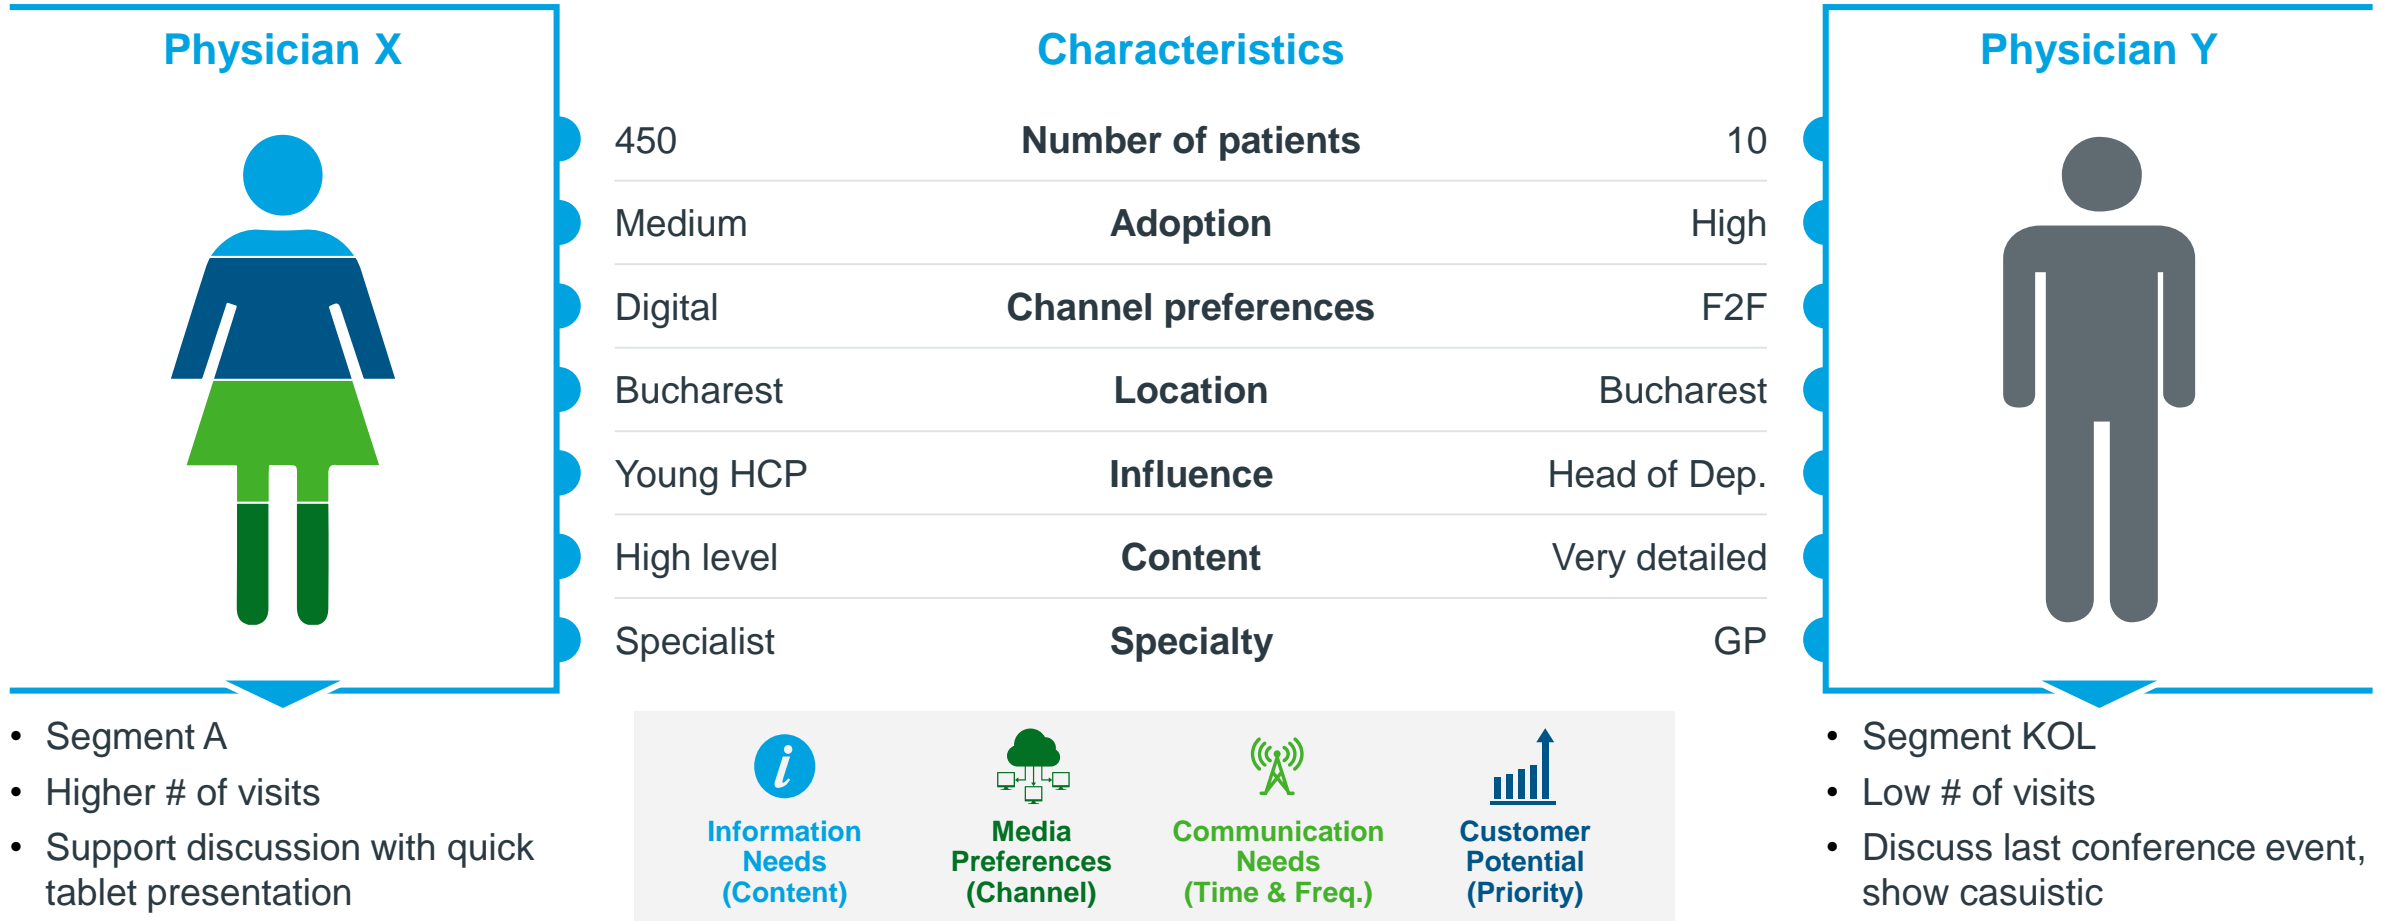 Physician X
Characteristics
Physician Y
450 Number of patients 10
Medium Adoption High
Digital Channel preferences F2F
Bucharest Location Bucharest
Young HCP Influence Head of Dep.
High level Content Very detailed
Specialist Specialty GP
• Segment A
• Higher # of visits
• Support discussion with quick
tablet presentation
i
Information
Needs
(Content)
Media
Preferences
(Channel)
Communication
Needs
(Time & Freq.)
Customer
Potential
(Priority)
• Segment KOL
• Low # of visits
• Discuss last conference event,
show casuistic